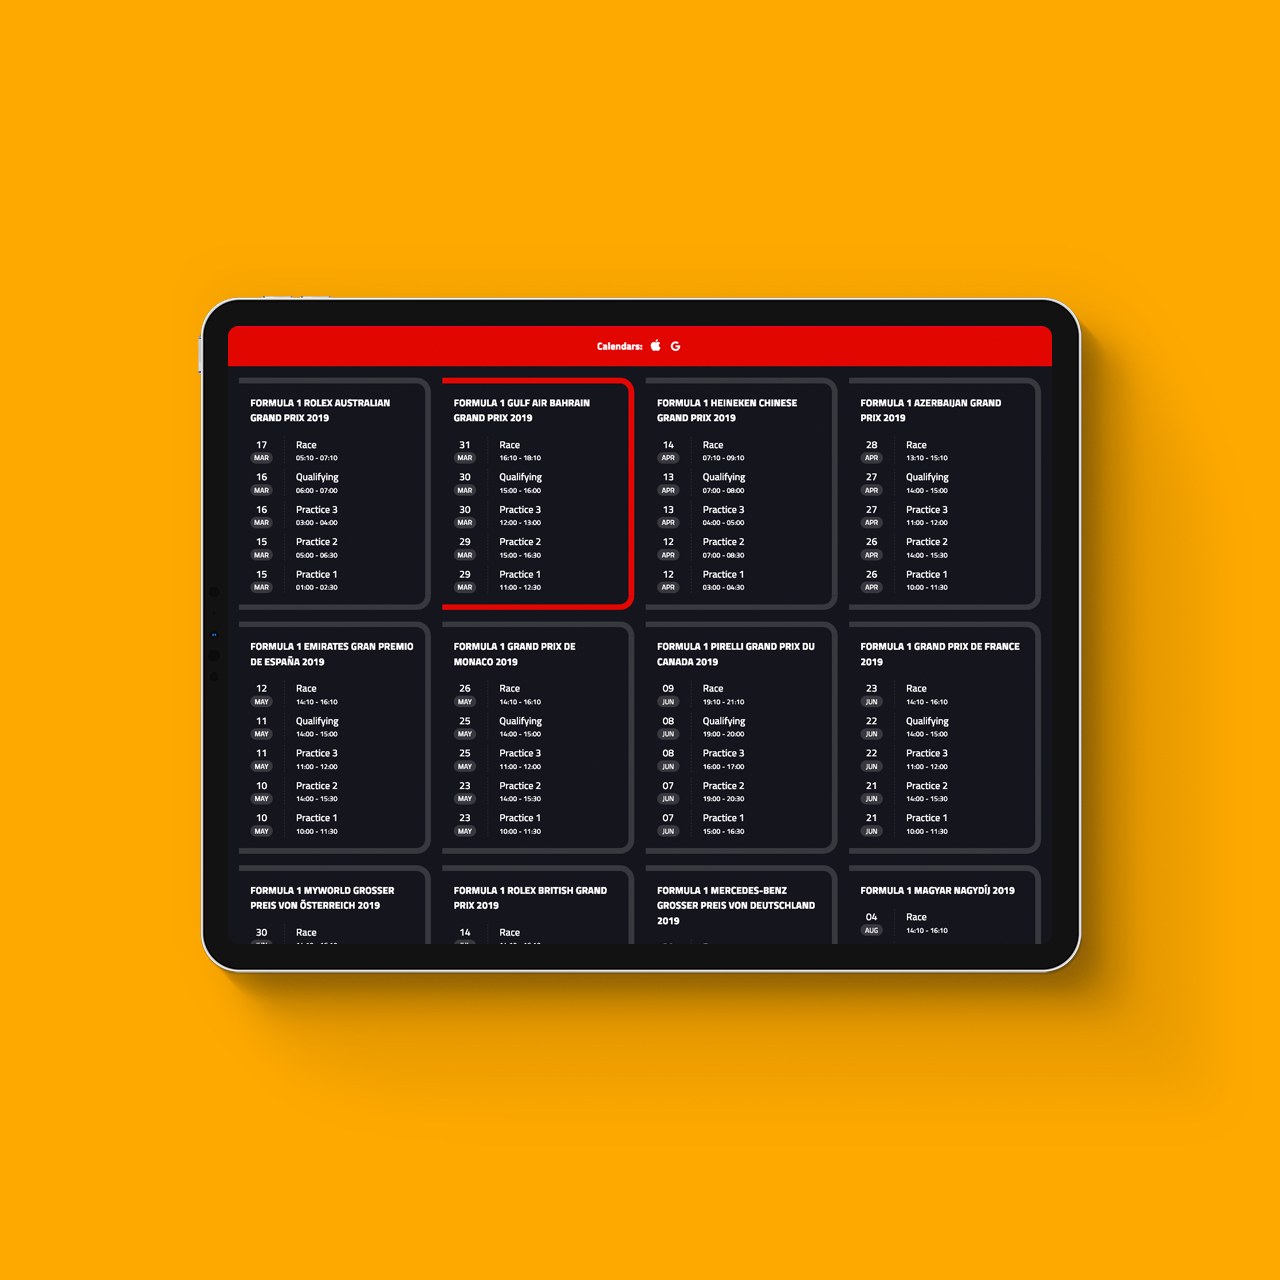 Calendars:
FORMULA 1 ROLEX AUSTRALIAN
GRAND PRIX 2019
17 Race
MAR 05:10 - 07:10
16 Qualifying
MAR 06:00 - 07:00
16 Practice 3
MAR 03:00 - 04:00
15 Practice 2
MAR 05:00 - 06:30
15 Practice 1
MAR 01:00 - 02:30
FORMULA 1 GULF AIR BAHRAIN
GRAND PRIX 2019
31 Race
MAR 16:10 - 18:10
30 Qualifying
MAR 15:00 - 16:00
30 Practice 3
MAR 12:00 - 13:00
29 Practice 2
MAR 15:00 - 16:30
29 Practice 1
MAR 11:00 - 12:30
FORMULA 1 HEINEKEN CHINESE
GRAND PRIX 2019
14 Race
APR 07:10 - 09:10
13 Qualifying
APR 07:00 - 08:00
13 Practice 3
APR 04:00 - 05:00
12 Practice 2
APR 07:00 - 08:30
12 Practice 1
APR 03:00 - 04:30
FORMULA 1 AZERBAIJAN GRAND
PRIX 2019
28 Race
APR 13:10 - 15:10
27 Qualifying
APR 14:00 - 15:00
27 Practice 3
APR 11:00 - 12:00
26 Practice 2
APR 14:00 - 15:30
26 Practice 1
APR 10:00 - 11:30
FORMULA 1 EMIRATES GRAN PREMIO
DE ESPAÑA 2019
12 Race
MAY 14:10 - 16:10
11 Qualifying
MAY 14:00 - 15:00
11 Practice 3
MAY 11:00 - 12:00
10 Practice 2
MAY 14:00 - 15:30
10 Practice 1
MAY 10:00 - 11:30
FORMULA 1 GRAND PRIX DE
MONACO 2019
26 Race
MAY 14:10 - 16:10
25 Qualifying
MAY 14:00 - 15:00
25 Practice 3
MAY 11:00 - 12:00
23 Practice 2
MAY 14:00 - 15:30
23 Practice 1
MAY 10:00 - 11:30
FORMULA 1 PIRELLI GRAND PRIX DU
CANADA 2019
09 Race
JUN 19:10 - 21:10
08 Qualifying
JUN 19:00 - 20:00
08 Practice 3
JUN 16:00 - 17:00
07 Practice 2
JUN 19:00 - 20:30
07 Practice 1
JUN 15:00 - 16:30
FORMULA 1 GRAND PRIX DE FRANCE
2019
23 Race
JUN 14:10 - 16:10
22 Qualifying
JUN 14:00 - 15:00
22 Practice 3
JUN 11:00 - 12:00
21 Practice 2
JUN 14:00 - 15:30
21 Practice 1
JUN 10:00 - 11:30
FORMULA 1 MYWORLD GROSSER
PREIS VON ÖSTERREICH 2019
30 Race
FORMULA 1 ROLEX BRITISH GRAND
PRIX 2019
14 Race
FORMULA 1 MERCEDES-BENZ
GROSSER PREIS VON DEUTSCHLAND
2019
FORMULA 1 MAGYAR NAGYDÍJ 2019
04 Race
AUG 14:10 - 16:10